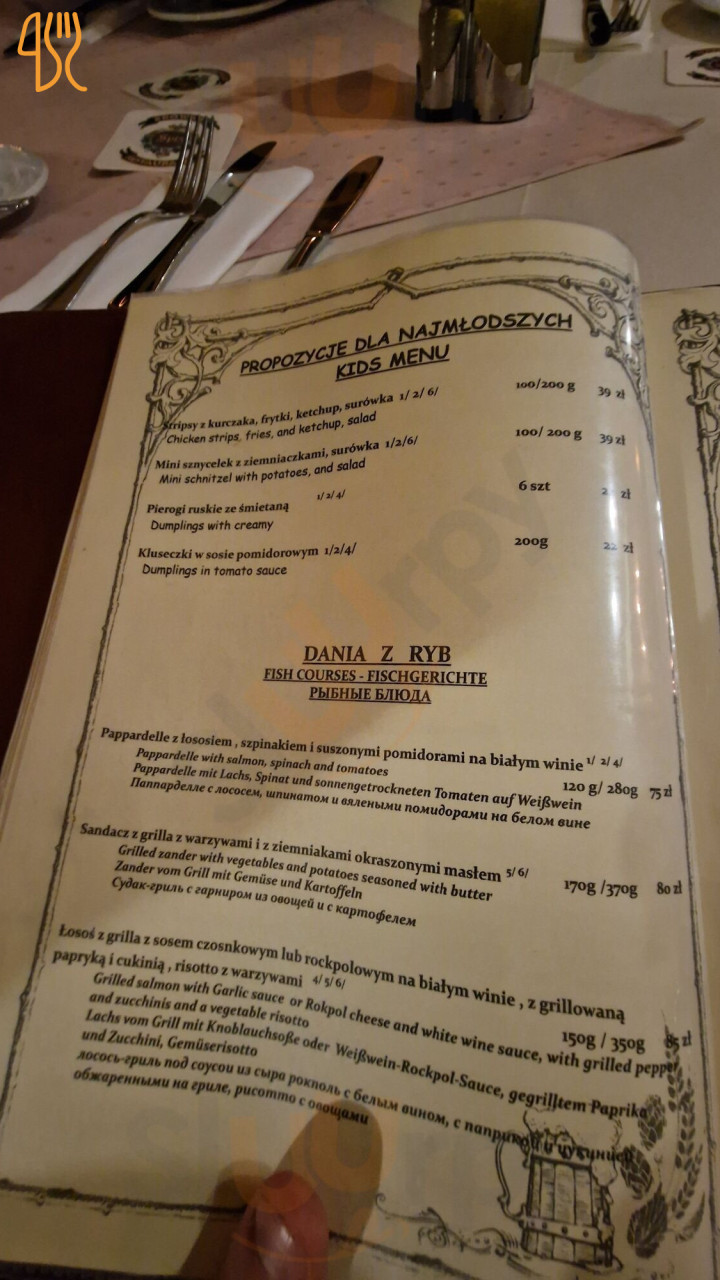 PROPOZYCJE DLA NAJMŁODSZYCH
KIDS MENU
Stripsy z kurczaka, frytki, ketchup, surówka 1/ 2/ 6/ 100/200 g 39 zł
Chicken strips, fries, and ketchup, salad
Mini sznycelek z ziemniaczkami, surówka 1/2/6/ 100/ 200 g 39 zł
Mini schnitzel with potatoes, and salad
Pierogi ruskie ze śmietaną 1/2/4/ 6 szt zł
Dumplings with creamy
Kluseczki w sosie pomidorowym 1/2/4/ 200g 22 zł
Dumplings in tomato sauce
DANIA Z RYB
FISH COURSES - FISCHGERICHTE
РЫБНЫЕ БЛЮДА
Pappardelle z łososiem , szpinakiem i suszonymi pomidorami na białym winie 1/ 2/ 4/
Pappardelle with salmon, spinach and tomatoes 120 g/ 280g 75 zł
Pappardelle mit Lachs, Spinat und sonnengetrockneten Tomaten auf Weißwein
Паппарделле с лососем, шпинатом и вялеными помидорами на белом вине
Sandacz z grilla z warzywami i z ziemniakami okraszonymi masłem 5/ 6/
Grilled zander with vegetables and potatoes seasoned with butter 170g /370g 80 zł
Zander vom Grill mit Gemüse und Kartoffeln
Судак-гриль с гарниром из овощей и с картофелем
Łosoś z grilla z sosem czosnkowym lub rockpolowym na białym winie , z grillowaną
papryką i cukinią , risotto z warzywami 4/ 5/ 6/ 150g / 350g 85 zł
Grilled salmon with Garlic sauce or Rokpol cheese and white wine sauce, with grilled pepper
and zucchinis and a vegetable risotto
Lachs vom Grill mit Knoblauchsoße oder Weißwein-Rockpol-Sauce, gegrilltem Paprika
und Zucchini, Gemüserisotto
лосось-гриль под соусом из сыра рокполь с белым вином, с паприкой и цукинией
обжаренными на гриле, рисотто с овощами